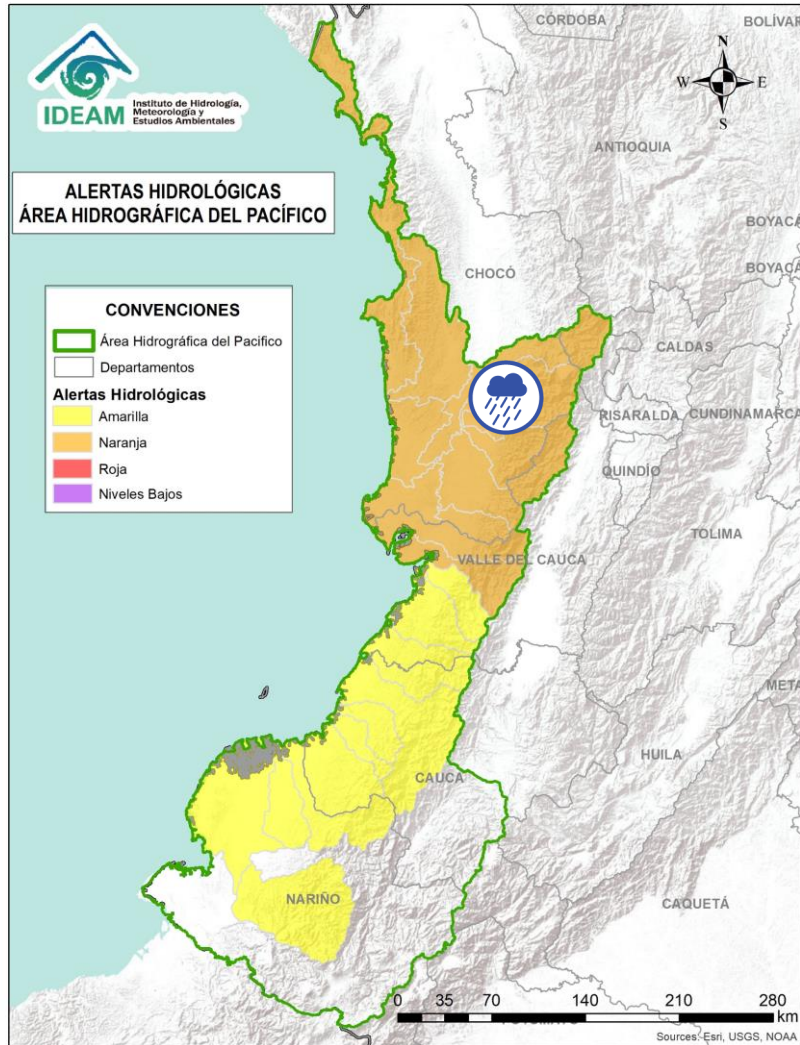 CÓRDOBA
BOLÍVAR
IDEAM
Instituto de Hidrología,
Meteorología y
Estudios Ambientales
N
W
E
S
ANTIOQUIA
ALERTAS HIDROLÓGICAS
ÁREA HIDROGRÁFICA DEL PACÍFICO
BOYACÁ
BOYACÁ
CHOCÓ
CONVENCIONES
Área Hidrográfica del Pacifico
Departamentos
Alertas Hidrológicas
Amarilla
Naranja
Roja
Niveles Bajos
CALDAS
RISARALDA
CUNDINAMARCA
QUINDÍO
TOLIMA
VALLE DEL CAUCA
META
HUILA
CAUCA
NARIÑO
CAQUETÁ
0 35 70 140 210 280
km
Sources: Esri, USGS, NOAA